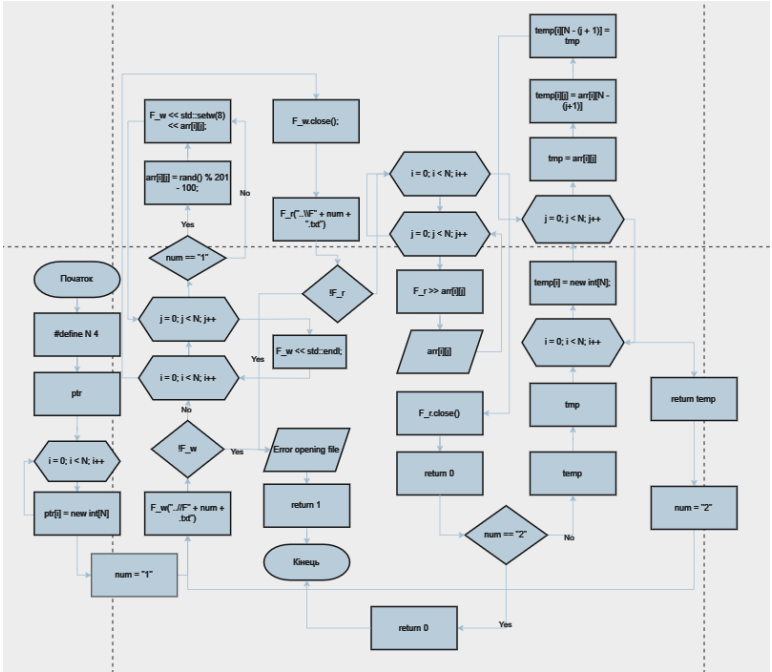 Початок
#define N 4
ptr
i = 0; i < N; i++
ptr[i] = new int[N]
num = "1"
F_w << std::setw(8)
<< arr[i][j];
arr[i][j] = rand() % 201
- 100;
No
Yes
num == "1"
j = 0; j < N; j++
i = 0; i < N; i++
No
!F_w
Yes
F_w("..//F" + num +
".txt")
F_w.close();
F_r("..\\F" + num +
".txt")
!F_r
F_w << std::endl;
Yes
Error opening file
return 1
Кінець
i = 0; i < N; i++
j = 0; j < N; j++
F_r >> arr[i][j]
arr[i][j]
F_r.close()
return 0
num == "2"
No
Yes
return 0
temp[i][N - (j + 1)] =
tmp
temp[i][j] = arr[i][N -
(j+1)]
tmp = arr[i][j]
j = 0; j < N; j++
temp[i] = new int[N];
i = 0; i < N; i++
tmp
temp
return temp
num = "2"